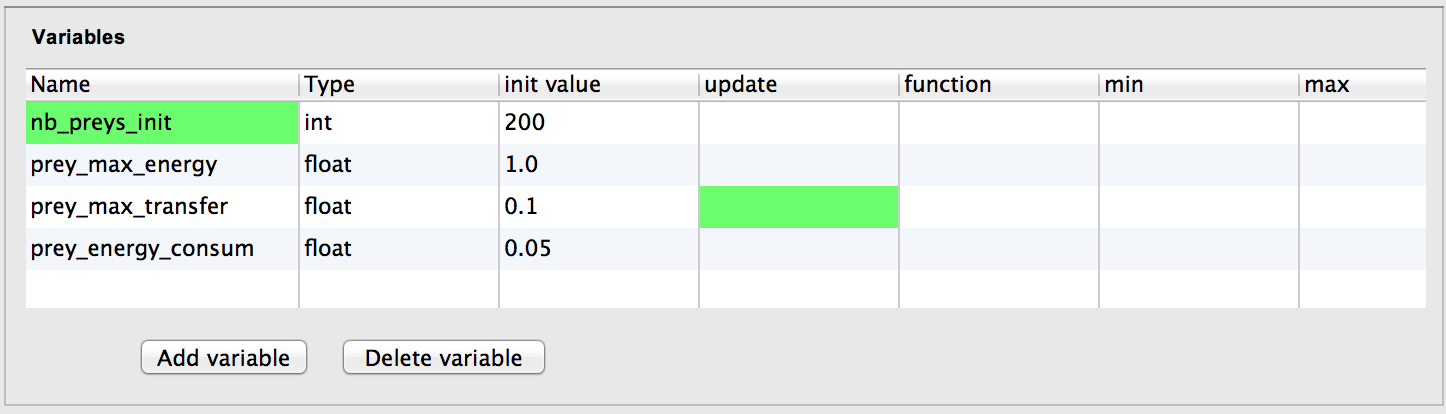 Variables
Name Type init value update function min max
nb_preys_init int 200
prey_max_energy float 1.0
prey_max_transfer float 0.1
prey_energy_consum float 0.05
Add variable Delete variable